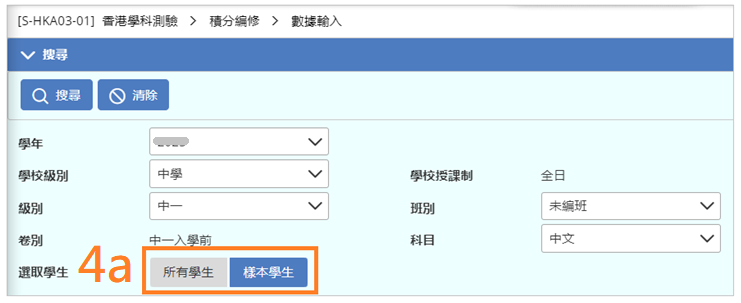 [S-HKA03-01] 香港學科測驗 > 積分編修 > 數據輸入
搜尋
搜尋 清除
學年
學校級別 中學 學校授課制 全日
級別 中一 班別 未編班
卷別 中一入學前 科目 中文
4a
選取學生 所有學生 樣本學生